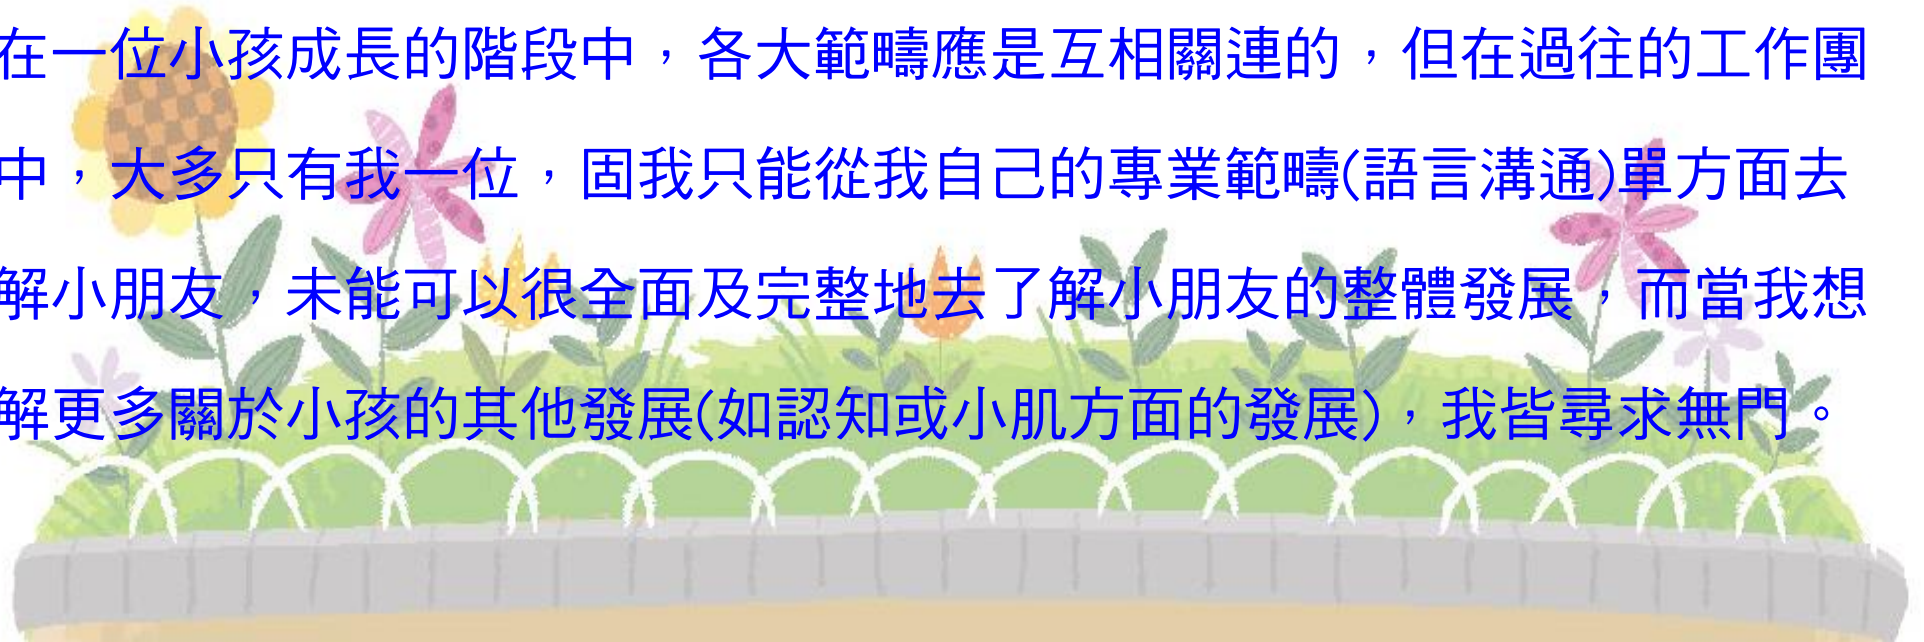 在一位小孩成長的階段中，各大範疇應是互相關連的，但在過往的工作團
中，大多只有我一位，固我只能從我自己的專業範疇(語言溝通)單方面去
解小朋友，未能可以很全面及完整地去了解小朋友的整體發展，而當我想
解更多關於小孩的其他發展(如認知或小肌方面的發展)，我皆尋求無門。